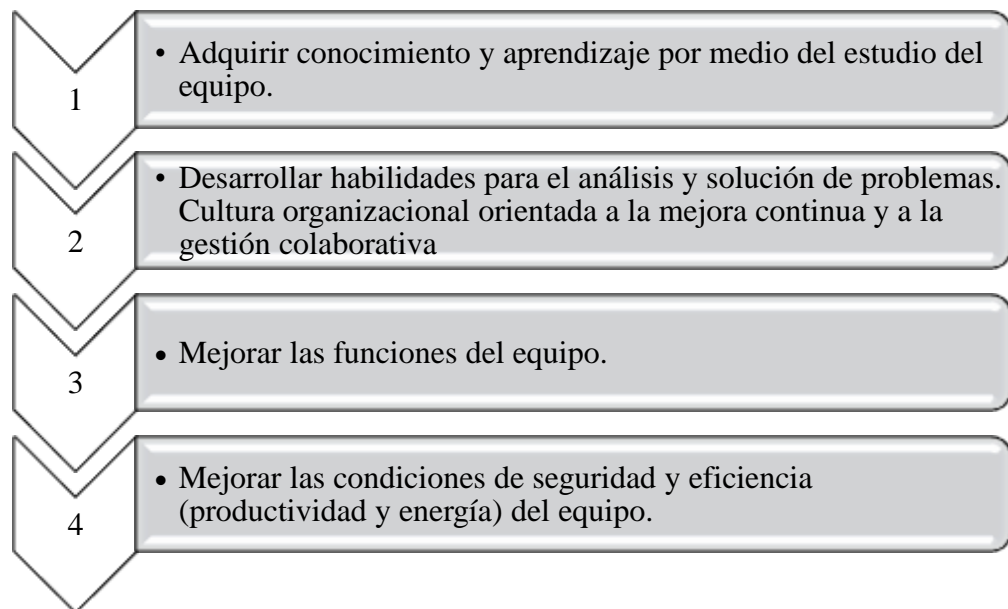 1
• Adquirir conocimiento y aprendizaje por medio del estudio del
equipo.
2
• Desarrollar habilidades para el análisis y solución de problemas.
Cultura organizacional orientada a la mejora continua y a la
gestión colaborativa
3
• Mejorar las funciones del equipo.
4
• Mejorar las condiciones de seguridad y eficiencia
(productividad y energía) del equipo.